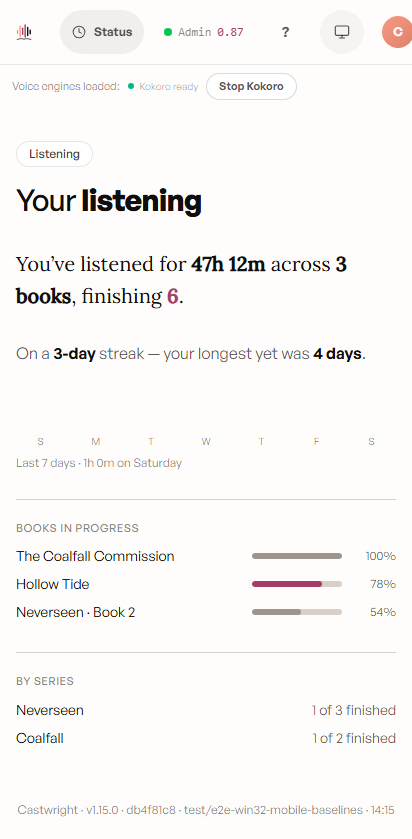 Status
Admin 0.87
?
C
Voice engines loaded:
Kokoro ready
Stop Kokoro
Listening
Your listening
You've listened for 47h 12m across 3
books, finishing 6.
On a 3-day streak — your longest yet was 4 days.
S M T W T F S
Last 7 days · 1h 0m on Saturday
BOOKS IN PROGRESS
The Coalfall Commission 100%
Hollow Tide 78%
Neverseen · Book 2 54%
BY SERIES
Neverseen 1 of 3 finished
Coalfall 1 of 2 finished
Castwright · v1.15.0 · db4f81c8 · test/e2e-win32-mobile-baselines · 14:15